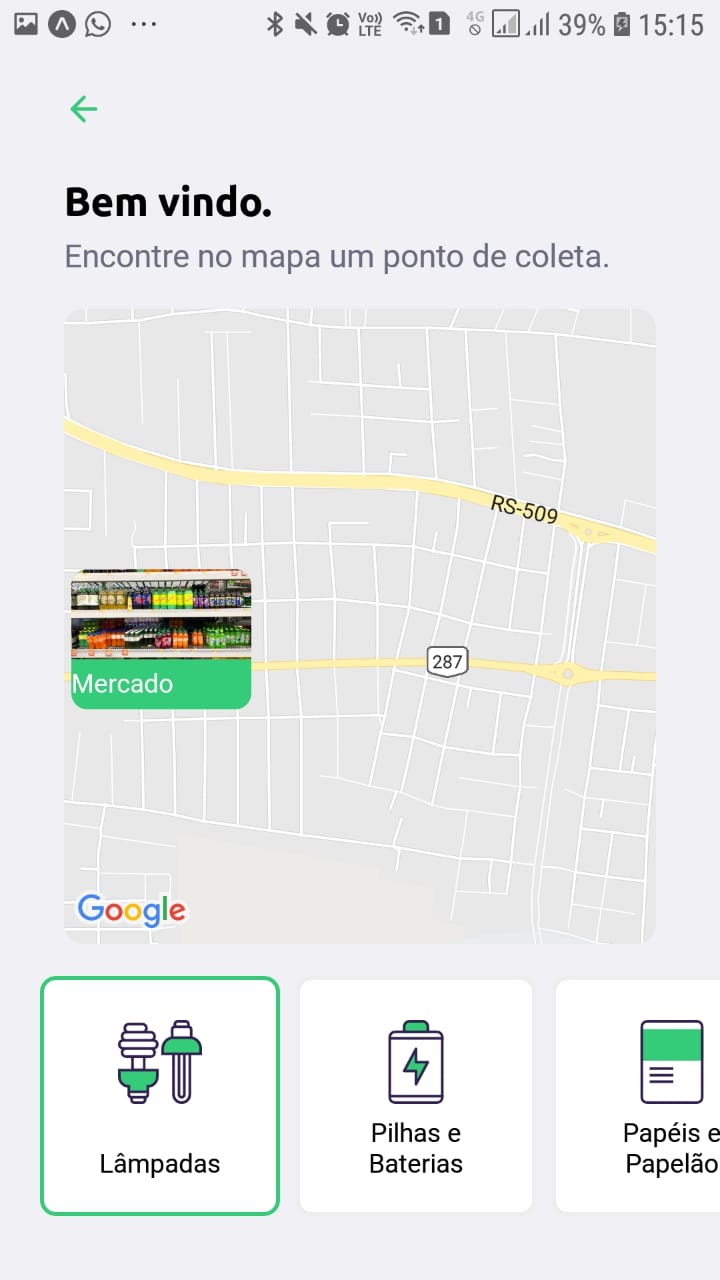 Vo)) LTE 1 4G 39% 15:15
Bem vindo.
Encontre no mapa um ponto de coleta.
RS-509
287
Mercado
Google
Lâmpadas
Pilhas e
Baterias
Papéis e
Papelão